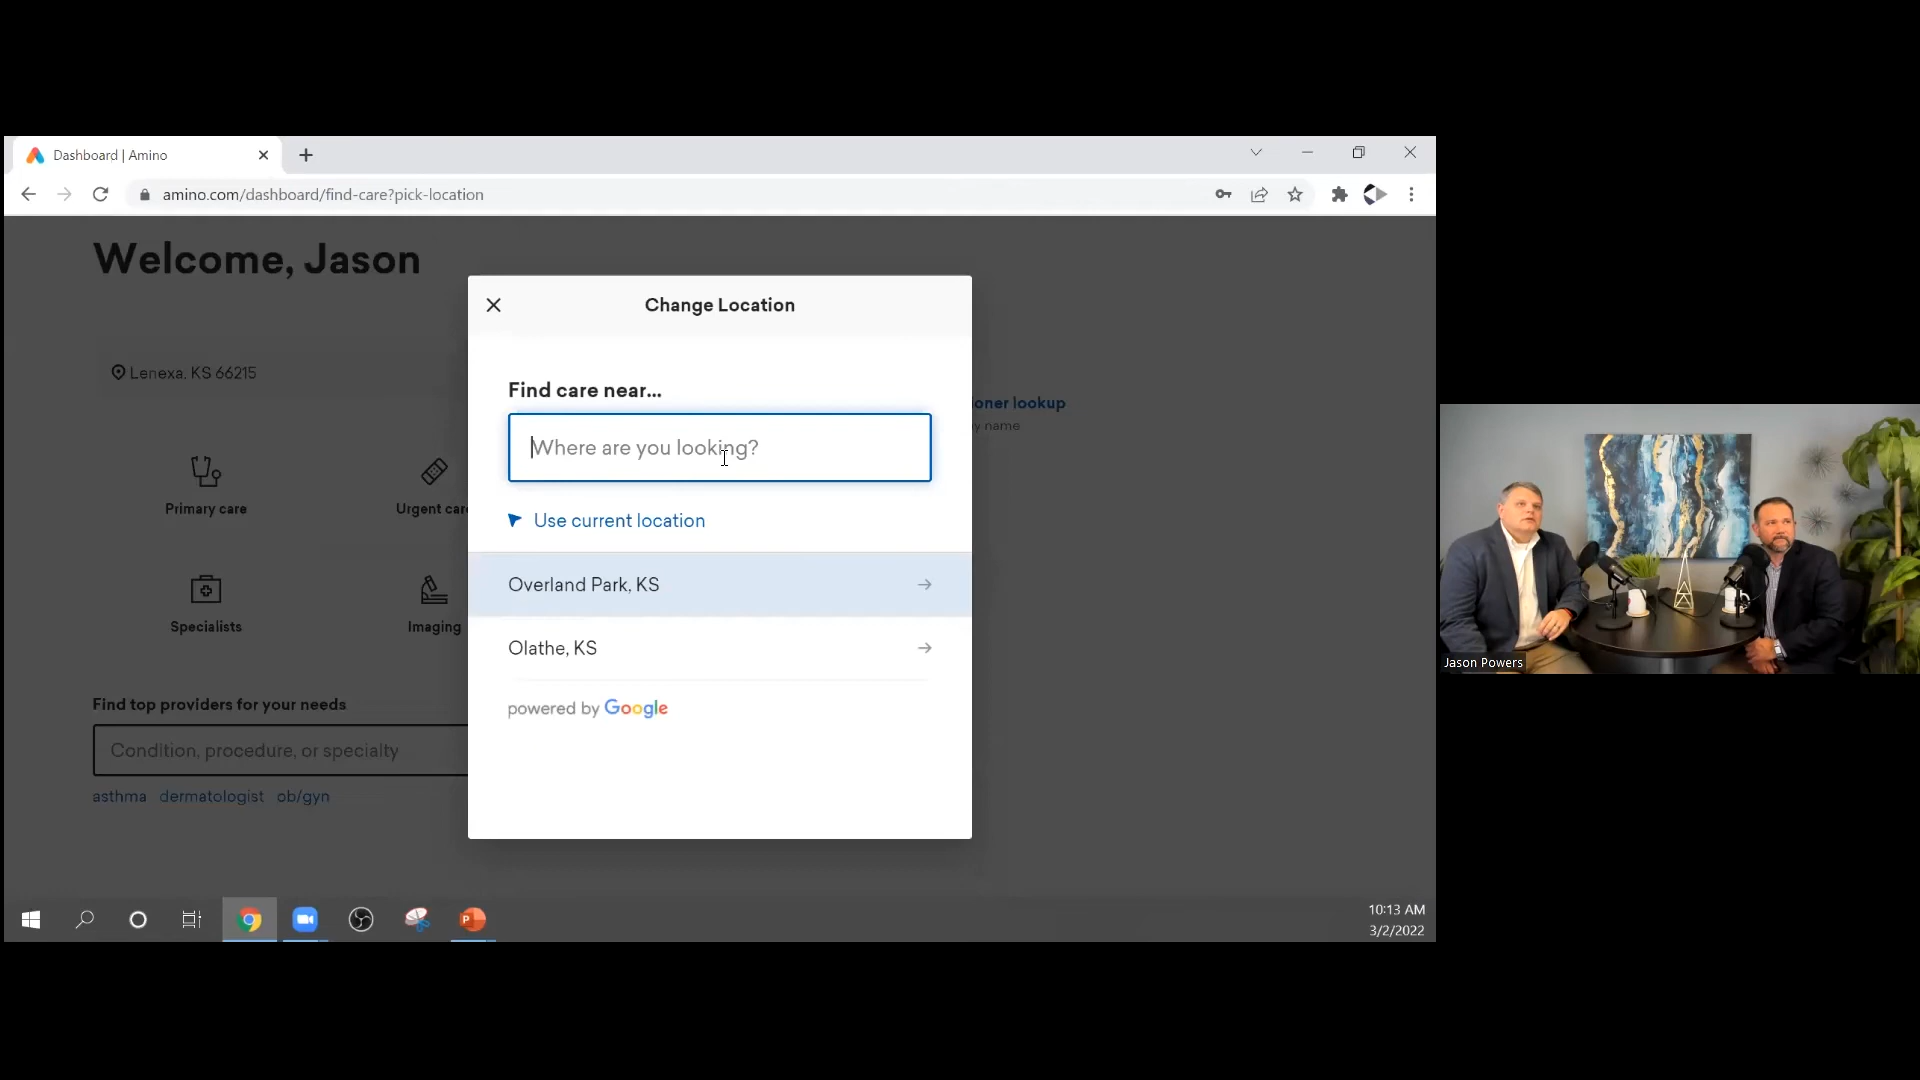 Dashboard | Amino
amino.com/dashboard/find-care?pick-location
Welcome, Jason
Change Location
Lenexa, KS 66215
Find care near...
Where are you looking?
oner lookup
y name
Use current location
Primary care
Urgent car
Overland Park, KS
Specialists
Imaging
Olathe, KS
Jason Powers
Find top providers for your needs
powered by Google
Condition, procedure, or specialty
asthma dermatologist ob/gyn
10:13 AM
3/2/2022